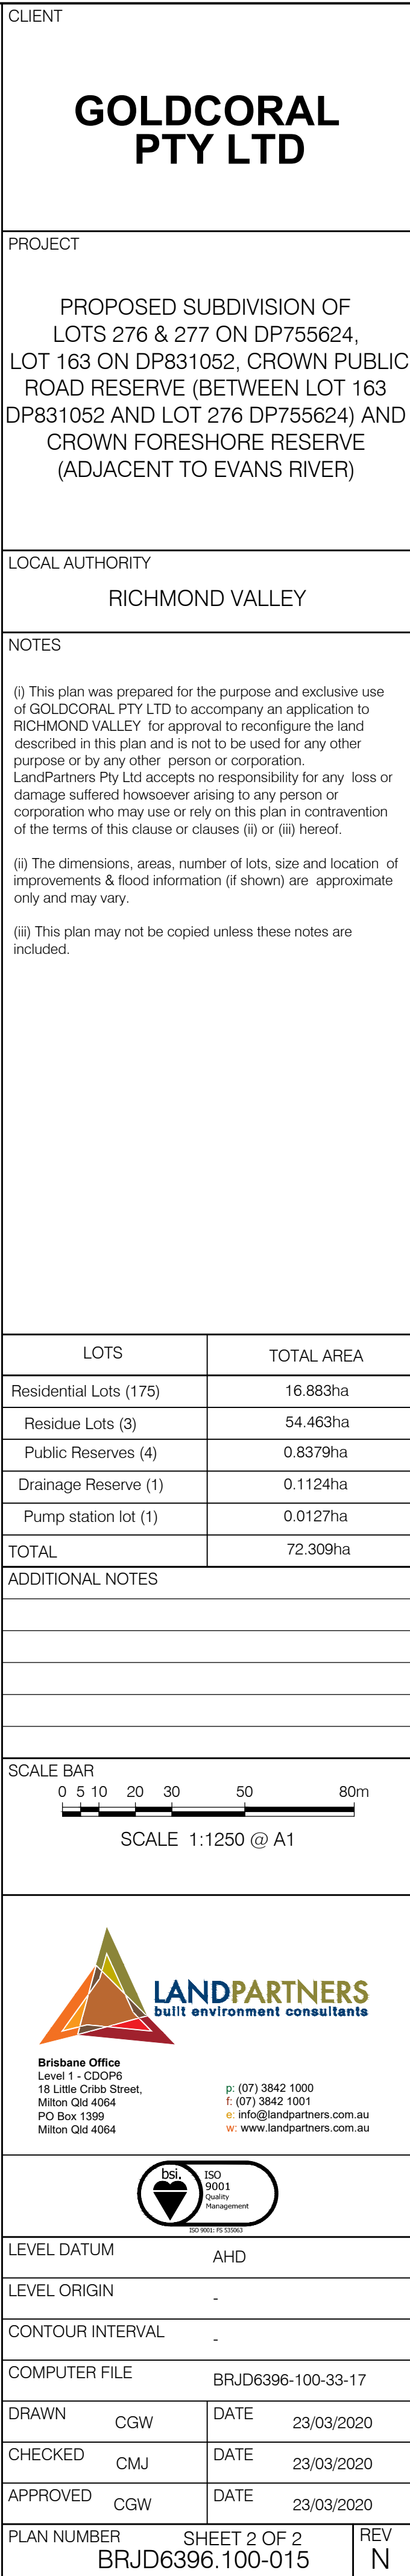 CLIENT
GOLDCORAL
PTY LTD
PROJECT
PROPOSED SUBDIVISION OF
LOTS 276 & 277 ON DP755624,
LOT 163 ON DP831052, CROWN PUBLIC
ROAD RESERVE (BETWEEN LOT 163
DP831052 AND LOT 276 DP755624) AND
CROWN FORESHORE RESERVE
(ADJACENT TO EVANS RIVER)
LOCAL AUTHORITY
RICHMOND VALLEY
NOTES
(i) This plan was prepared for the purpose and exclusive use
of GOLDCORAL PTY LTD to accompany an application to
RICHMOND VALLEY for approval to reconfigure the land
described in this plan and is not to be used for any other
purpose or by any other person or corporation.
LandPartners Pty Ltd accepts no responsibility for any loss or
damage suffered howsoever arising to any person or
corporation who may use or rely on this plan in contravention
of the terms of this clause or clauses (ii) or (iii) hereof.
(ii) The dimensions, areas, number of lots, size and location of
improvements & flood information (if shown) are approximate
only and may vary.
(iii) This plan may not be copied unless these notes are
included.
LOTS TOTAL AREA
Residential Lots (175) 16.883ha
Residue Lots (3) 54.463ha
Public Reserves (4) 0.8379ha
Drainage Reserve (1) 0.1124ha
Pump station lot (1) 0.0127ha
TOTAL 72.309ha
ADDITIONAL NOTES
SCALE BAR
0 5 10 20 30 50 80m
SCALE 1:1250 @ A1
LANDPARTNERS
built environment consultants
Brisbane Office
Level 1 - CDOP6
18 Little Cribb Street,
Milton Qld 4064
PO Box 1399
Milton Qld 4064
p: (07) 3842 1000
f: (07) 3842 1001
e: info@landpartners.com.au
w: www.landpartners.com.au
bsi.
ISO
9001
Quality
Management
ISO 9001: FS 535063
LEVEL DATUM AHD
LEVEL ORIGIN -
CONTOUR INTERVAL -
COMPUTER FILE BRJD6396-100-33-17
DRAWN CGW DATE 23/03/2020
CHECKED CMJ DATE 23/03/2020
APPROVED CGW DATE 23/03/2020
PLAN NUMBER SHEET 2 OF 2 REV
BRJD6396.100-015 N